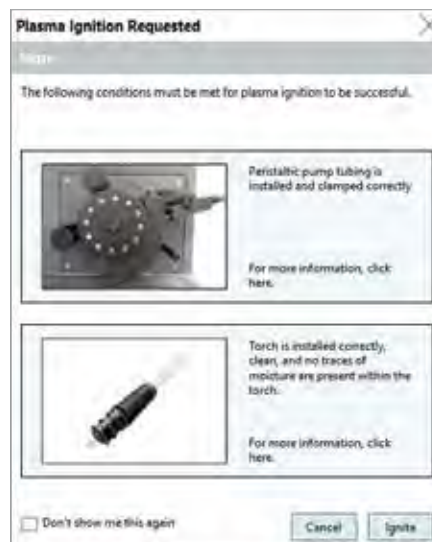 Plasma Ignition Requested
The following conditions must be met for plasma ignition to be successful.
Peristaltic pump tubing is
installed and clamped correctly
For more information, click
here.
Torch is installed correctly,
clean, and no traces of
moisture are present within the
torch.
For more information, click
here.
Don't show me this again
Cancel
Ignite